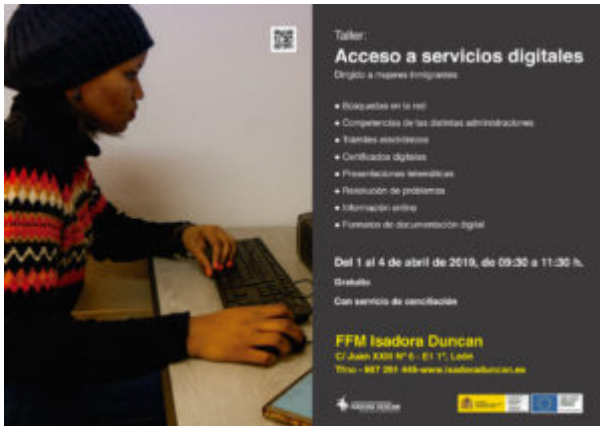 Taller:
Acceso a servicios digitales
Dirigido a mujeres inmigrantes
Búsquedas en la red
Competencias de las distintas administraciones
Trámites electrónicos
Certificados digitales
Presentaciones telemáticas
Resolución de problemas
Información online
Formatos de documentación digital
Del 1 al 4 de abril de 2019, de 09:30 a 11:30 h.
Gratuito
Con servicio de conciliación
FFM Isadora Duncan
C/ Juan XXIII Nº 6 - E1 1º, León
Tfno - 987 261 449-www.isadoraduncan.es